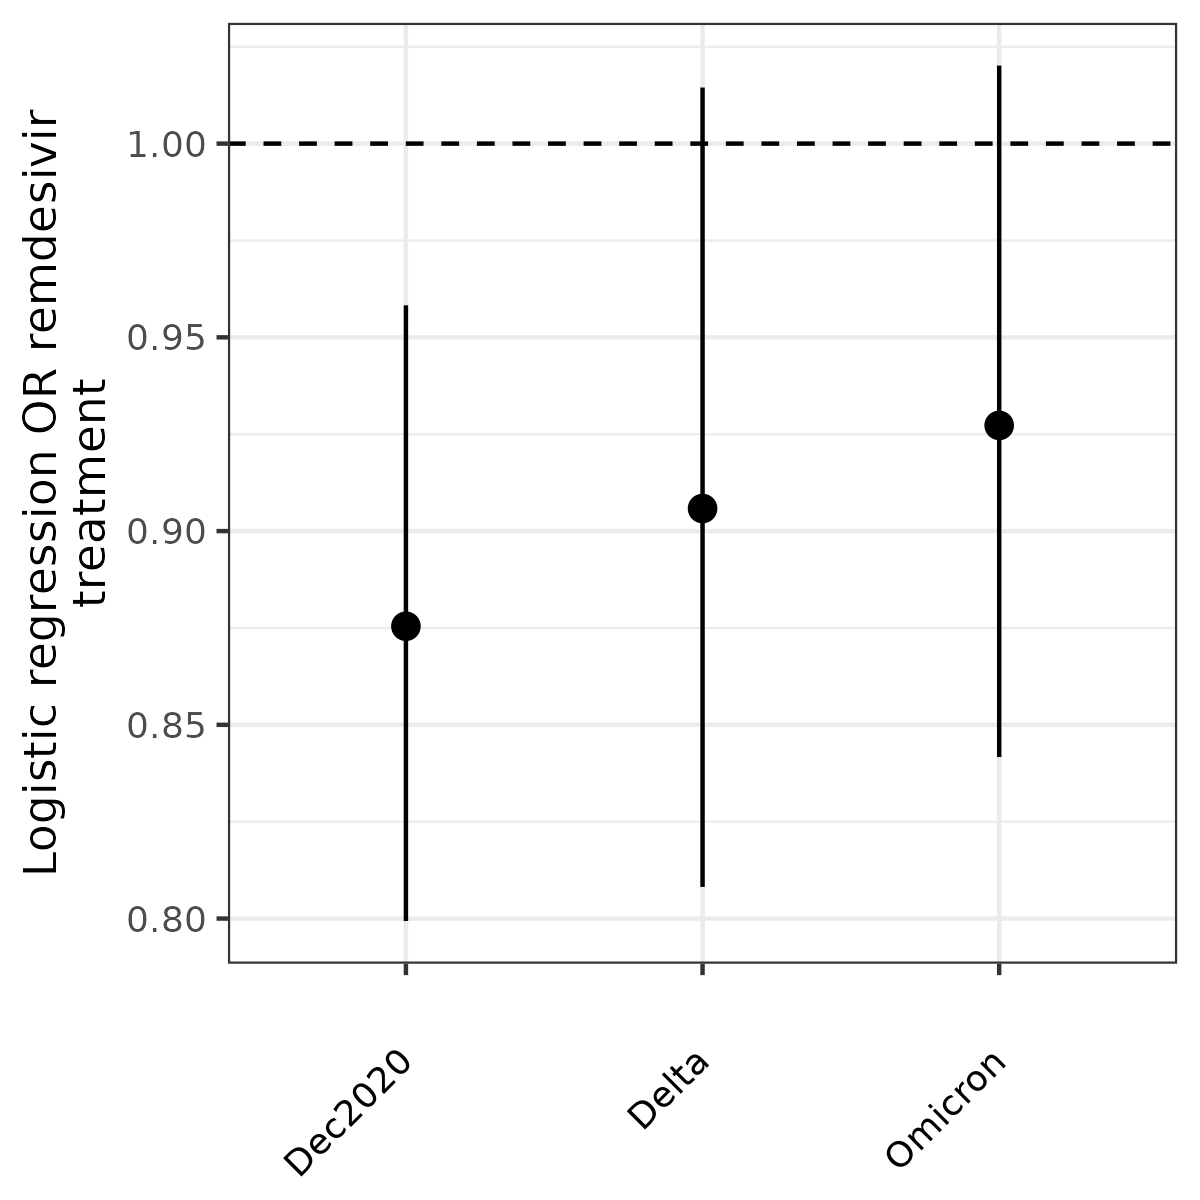 Logistic regression OR remdesivir
treatment
1.00
0.95
0.90
0.85
0.80
Dec2020
Delta
Omicron